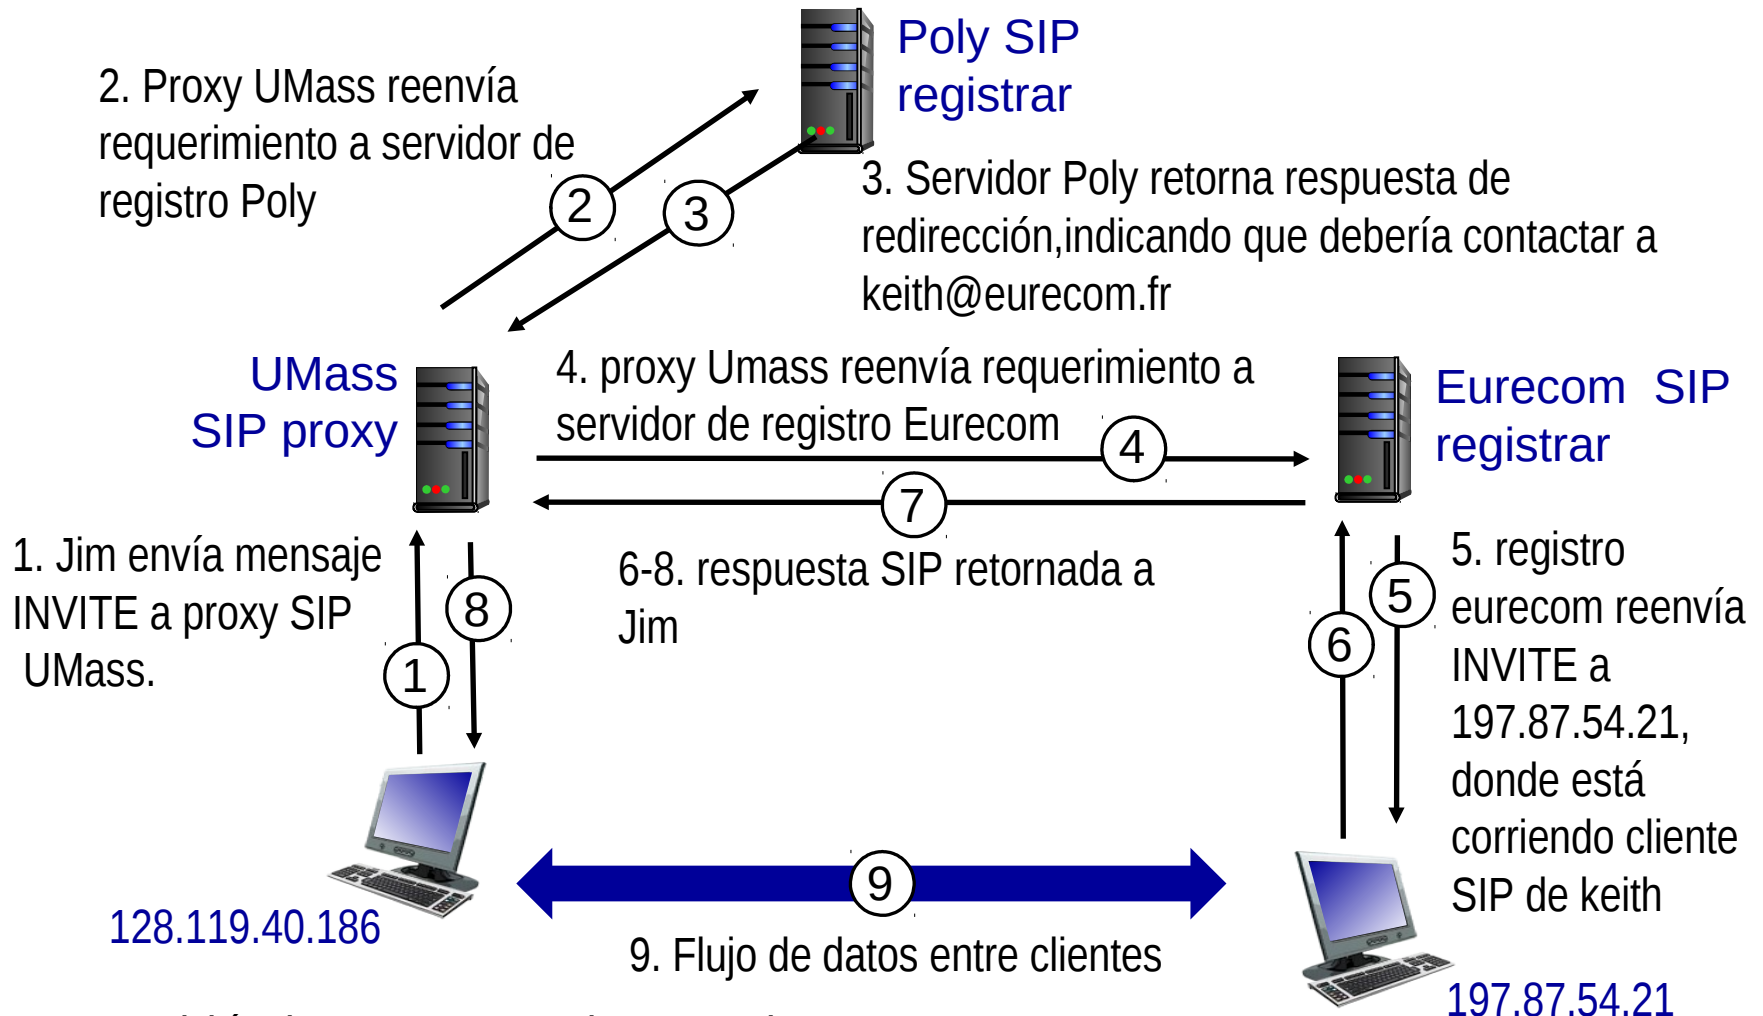 Poly SIP
registrar
2. Proxy UMass reenvía
requerimiento a servidor de
registro Poly
2
3
3. Servidor Poly retorna respuesta de
redirección,indicando que debería contactar a
keith@eurecom.fr
UMass
SIP proxy
4. proxy Umass reenvía requerimiento a
servidor de registro Eurecom
4
Eurecom SIP
registrar
7
1. Jim envía mensaje
INVITE a proxy SIP
UMass.
1
8
6-8. respuesta SIP retornada a
Jim
6
5
5. registro
eurecom reenvía
INVITE a
197.87.54.21,
donde está
corriendo cliente
SIP de keith
9
128.119.40.186
9. Flujo de datos entre clientes
197.87.54.21